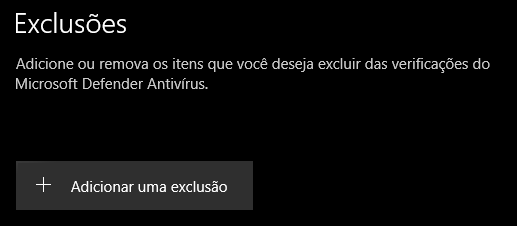 Exclusões
Adicione ou remova os itens que você deseja excluir das verificações do
Microsoft Defender Antivírus.
Adicionar uma exclusão